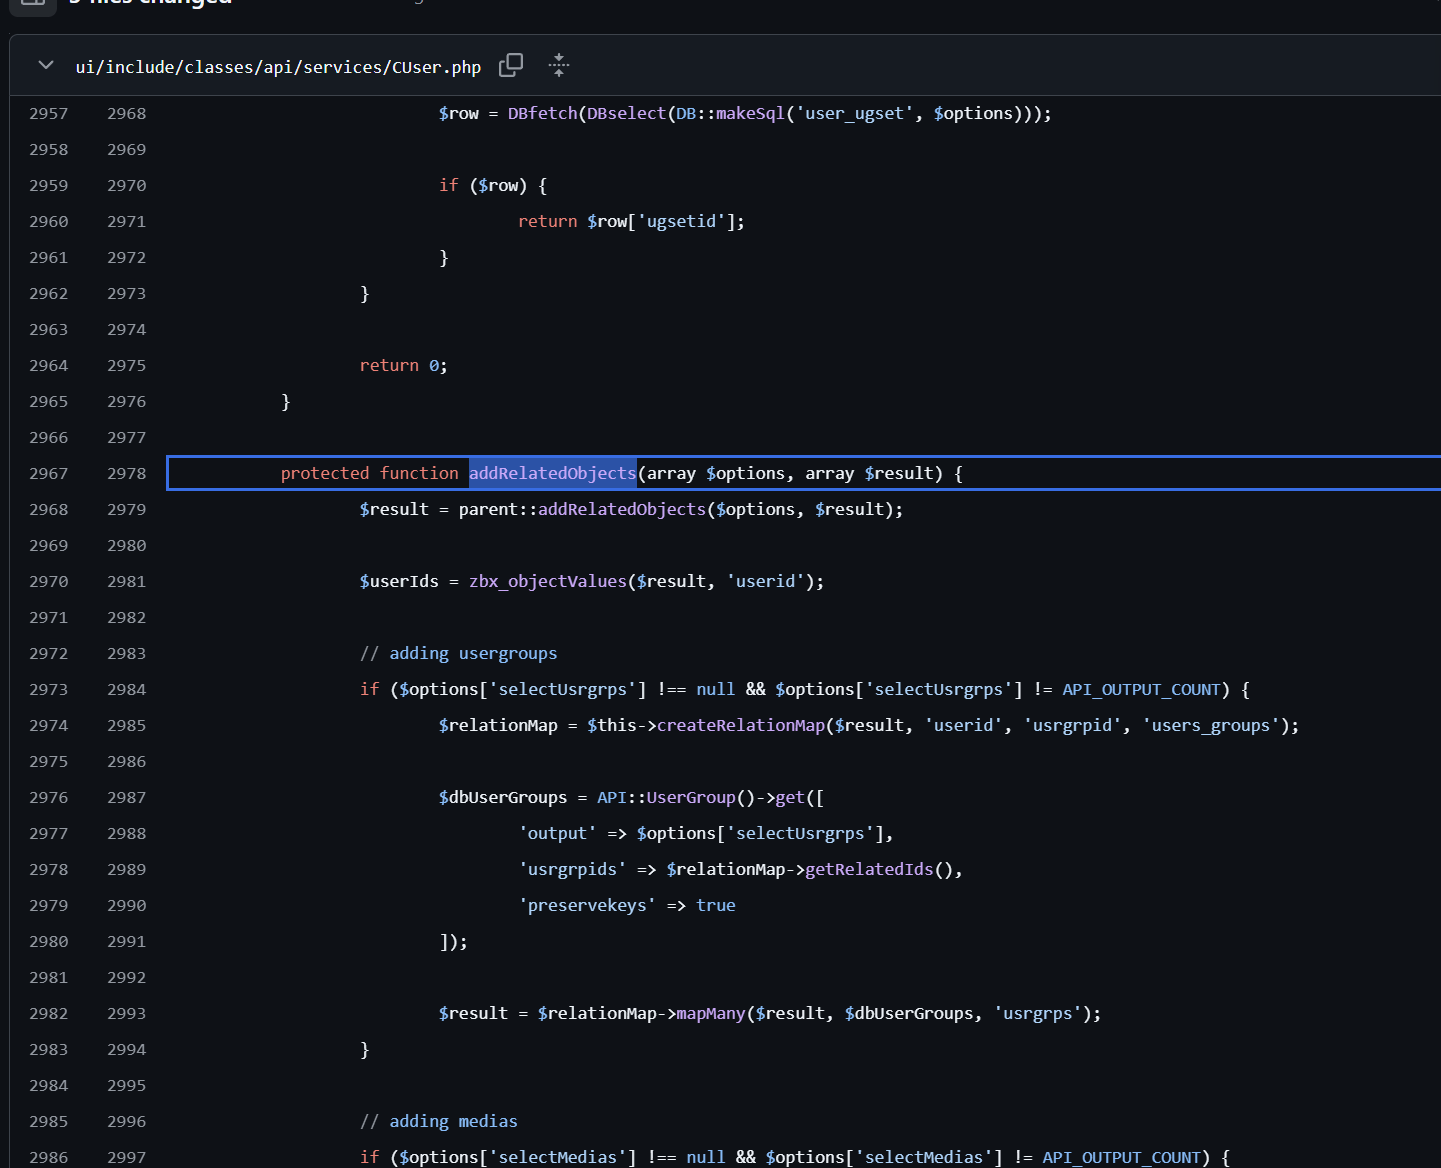 files changed
ui/include/classes/api/services/CUser.php
2957 2968 $row = DBfetch(DBselect(DB::makeSql('user_ugset', $options)));
2958 2969
2959 2970 if ($row) {
2960 2971 return $row['ugsetid'];
2961 2972 }
2962 2973 }
2963 2974
2964 2975 return 0;
2965 2976 }
2966 2977
2967 2978 protected function addRelatedObjects(array $options, array $result) {
2968 2979 $result = parent::addRelatedObjects($options, $result);
2969 2980
2970 2981 $userIds = zbx_objectValues($result, 'userid');
2971 2982
2972 2983 // adding usergroups
2973 2984 if ($options['selectUsrgrps'] !== null && $options['selectUsrgrps'] != API_OUTPUT_COUNT) {
2974 2985 $relationMap = $this->createRelationMap($result, 'userid', 'usrgrpid', 'users_groups');
2975 2986
2976 2987 $dbUserGroups = API::UserGroup()->get([
2977 2988 'output' => $options['selectUsrgrps'],
2978 2989 'usrgrpids' => $relationMap->getRelatedIds(),
2979 2990 'preservekeys' => true
2980 2991 ]);
2981 2992
2982 2993 $result = $relationMap->mapMany($result, $dbUserGroups, 'usrgrps');
2983 2994 }
2984 2995
2985 2996 // adding medias
2986 2997 if ($options['selectMedias'] !== null && $options['selectMedias'] != API_OUTPUT_COUNT) {